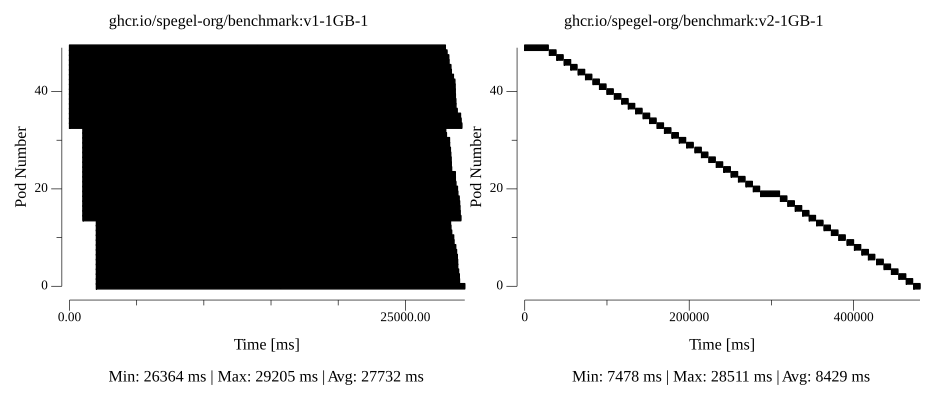 ghcr.io/spegel-org/benchmark:v1-1GB-1
Pod Number
40
20
0
0.00
25000.00
Time [ms]
Min: 26364 ms | Max: 29205 ms | Avg: 27732 ms
ghcr.io/spegel-org/benchmark:v2-1GB-1
Pod Number
40
20
0
0
200000
400000
Time [ms]
Min: 7478 ms | Max: 28511 ms | Avg: 8429 ms